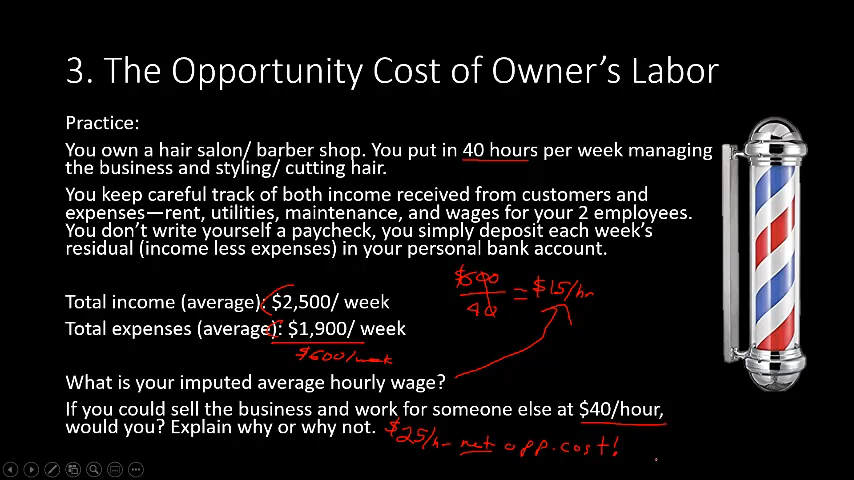 3. The Opportunity Cost of Owner's Labor
Practice:
You own a hair salon/ barber shop. You put in 40 hours per week managing
the business and styling/ cutting hair.
You keep careful track of both income received from customers and
expenses—rent, utilities, maintenance, and wages for your 2 employees.
You don't write yourself a paycheck, you simply deposit each week's
residual (income less expenses) in your personal bank account.
$600
40
= $15/hr
Total income (average): $2,500/ week
Total expenses (average): $1,900/ week
$600/week
What is your imputed average hourly wage?
If you could sell the business and work for someone else at $40/hour,
would you? Explain why or why not.
$25/hr net opp. cost!